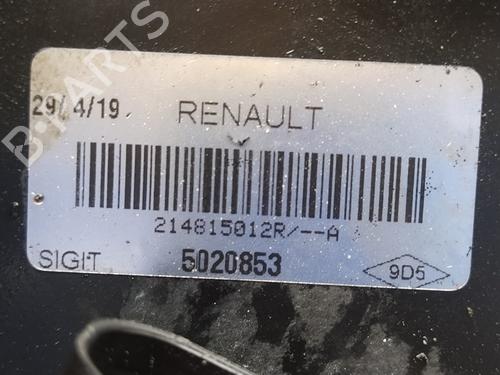 B-PARTS
29/4/19 RENAULT
214815012R/--A
SIGIT 5020853 9D5